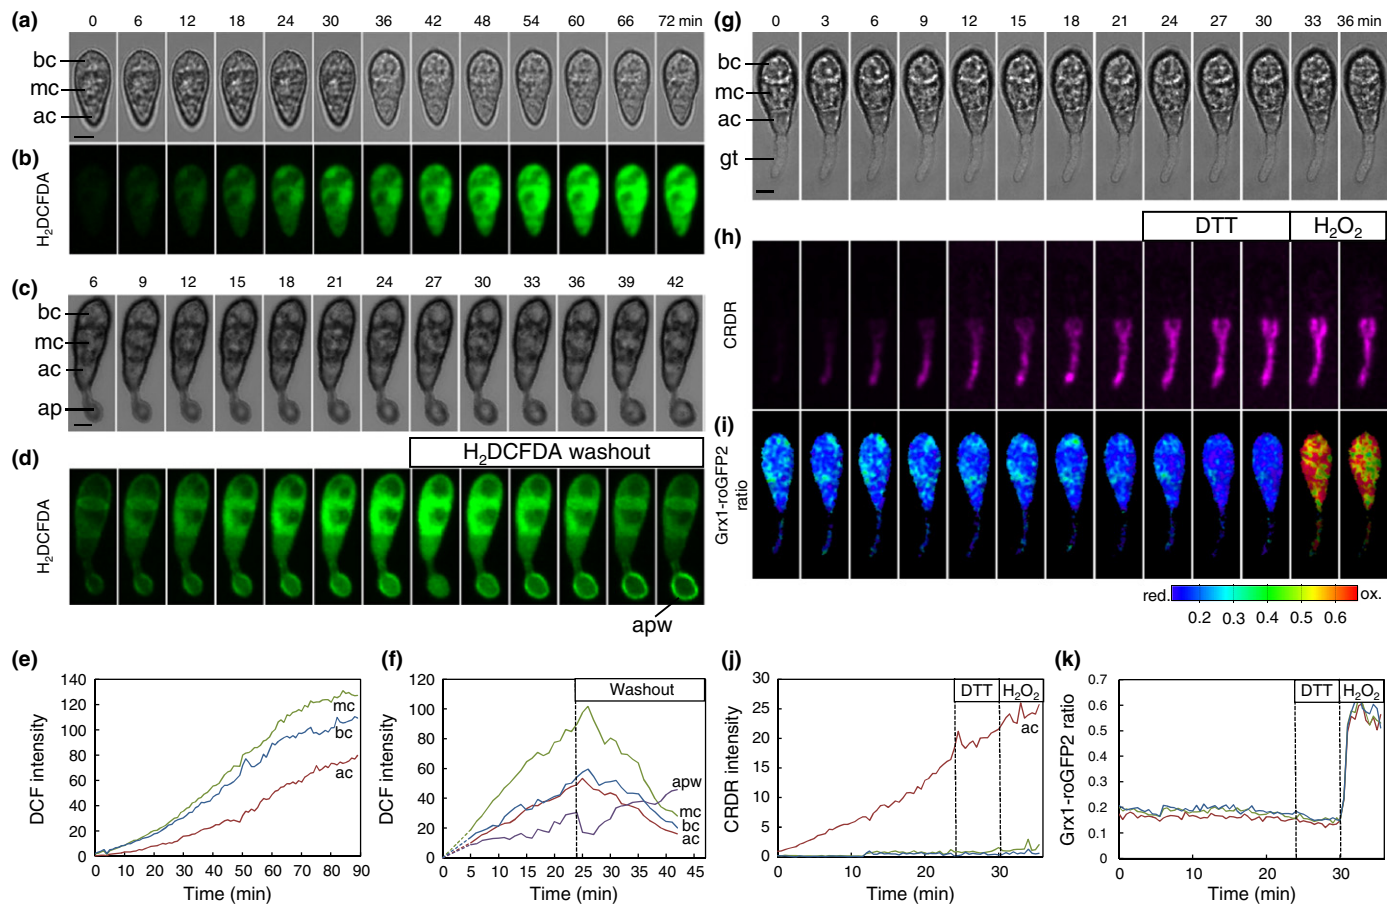 (a) 0 6 12 18 24 30 36 42 48 54 60 66 72 min
bc
mc
ac
(b)
H2DCFDA
(c) 6 9 12 15 18 21 24 27 30 33 36 39 42
bc
mc
ac
ap
(d) H2DCFDA washout
H2DCFDA
apw
(g) 0 3 6 9 12 15 18 21 24 27 30 33 36 min
bc
mc
ac
gt
(h) DTT H2O2
CRDR
(i)
Grx1-roGFP2
ratio
red. ox.
0.2 0.3 0.4 0.5 0.6
(e)
DCF intensity
140
120
100
80
60
40
20
0
mc
bc
ac
0 10 20 30 40 50 60 70 80 90
Time (min)
(f)
DCF intensity
120
100
80
60
40
20
0
Washout
apw
mc
bc
ac
0 5 10 15 20 25 30 35 40 45
Time (min)
(j)
CRDR intensity
30
25
20
15
10
5
0
DTT H2O2
ac
0 10 20 30
Time (min)
(k)
Grx1-roGFP2 ratio
0.7
0.6
0.5
0.4
0.3
0.2
0.1
0
DTT H2O2
0 10 20 30
Time (min)